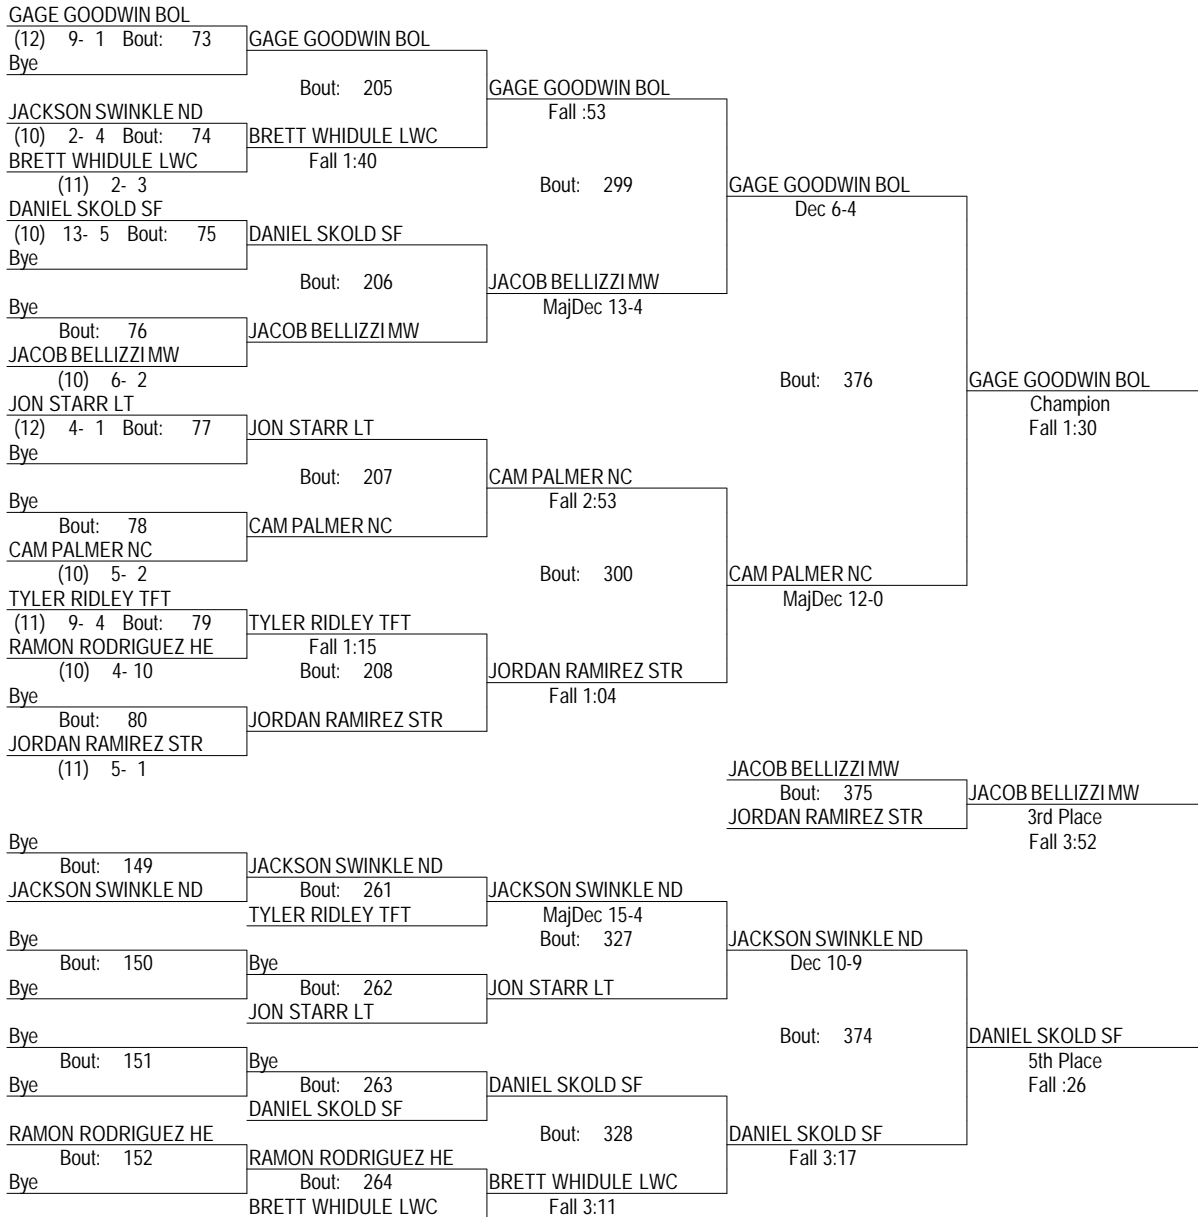 GAGE GOODWIN BOL
(12) 9- 1 Bout: 73 GAGE GOODWIN BOL
Bye
Bout: 205 GAGE GOODWIN BOL
JACKSON SWINKLE ND Fall :53
(10) 2- 4 Bout: 74 BRETT WHIDULE LWC
BRETT WHIDULE LWC Fall 1:40
(11) 2- 3 Bout: 299 GAGE GOODWIN BOL
DANIEL SKOLD SF Dec 6-4
(10) 13- 5 Bout: 75 DANIEL SKOLD SF
Bye
Bout: 206 JACOB BELLIZZI MW
Bye MajDec 13-4
Bout: 76 JACOB BELLIZZI MW
JACOB BELLIZZI MW
(10) 6- 2 Bout: 376 GAGE GOODWIN BOL
JON STARR LT Champion
(12) 4- 1 Bout: 77 JON STARR LT Fall 1:30
Bye
Bout: 207 CAM PALMER NC
Bye Fall 2:53
Bout: 78 CAM PALMER NC
CAM PALMER NC
(10) 5- 2 Bout: 300 CAM PALMER NC
TYLER RIDLEY TFT MajDec 12-0
(11) 9- 4 Bout: 79 TYLER RIDLEY TFT
RAMON RODRIGUEZ HE Fall 1:15
(10) 4- 10 Bout: 208 JORDAN RAMIREZ STR
Bye Fall 1:04
Bout: 80 JORDAN RAMIREZ STR
JORDAN RAMIREZ STR
(11) 5- 1 JACOB BELLIZZI MW
Bout: 375 JACOB BELLIZZI MW
JORDAN RAMIREZ STR 3rd Place
Bye Fall 3:52
Bout: 149 JACKSON SWINKLE ND
JACKSON SWINKLE ND Bout: 261 JACKSON SWINKLE ND
TYLER RIDLEY TFT MajDec 15-4
Bye Bout: 327 JACKSON SWINKLE ND
Bout: 150 Bye Dec 10-9
Bye Bout: 262 JON STARR LT
JON STARR LT
Bye Bout: 374 DANIEL SKOLD SF
Bout: 151 Bye 5th Place
Bye Bout: 263 DANIEL SKOLD SF Fall :26
DANIEL SKOLD SF
RAMON RODRIGUEZ HE Bout: 328 DANIEL SKOLD SF
Bout: 152 RAMON RODRIGUEZ HE Fall 3:17
Bye Bout: 264 BRETT WHIDULE LWC
BRETT WHIDULE LWC Fall 3:11